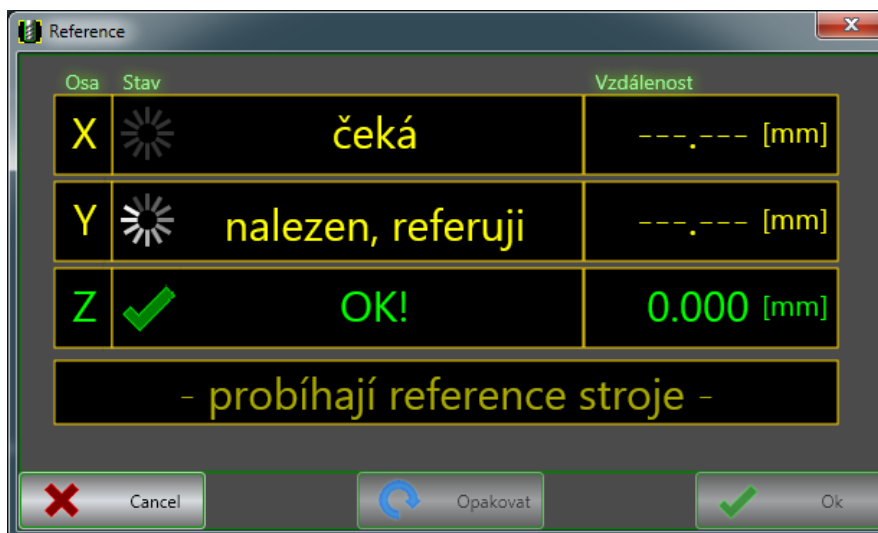 Reference
Osa Stav Vzdálenost
X čeká ---.--- [mm]
Y nalezen, referuji ---.--- [mm]
Z OK! 0.000 [mm]
- probíhají reference stroje -
Cancel Opakovat Ok